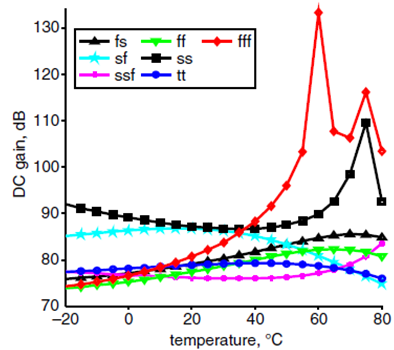 130
120
110
100
90
80
70
DC gain, dB
fs
ff
fff
sf
ss
ssf
tt
–20
0
20
40
60
80
temperature, °C